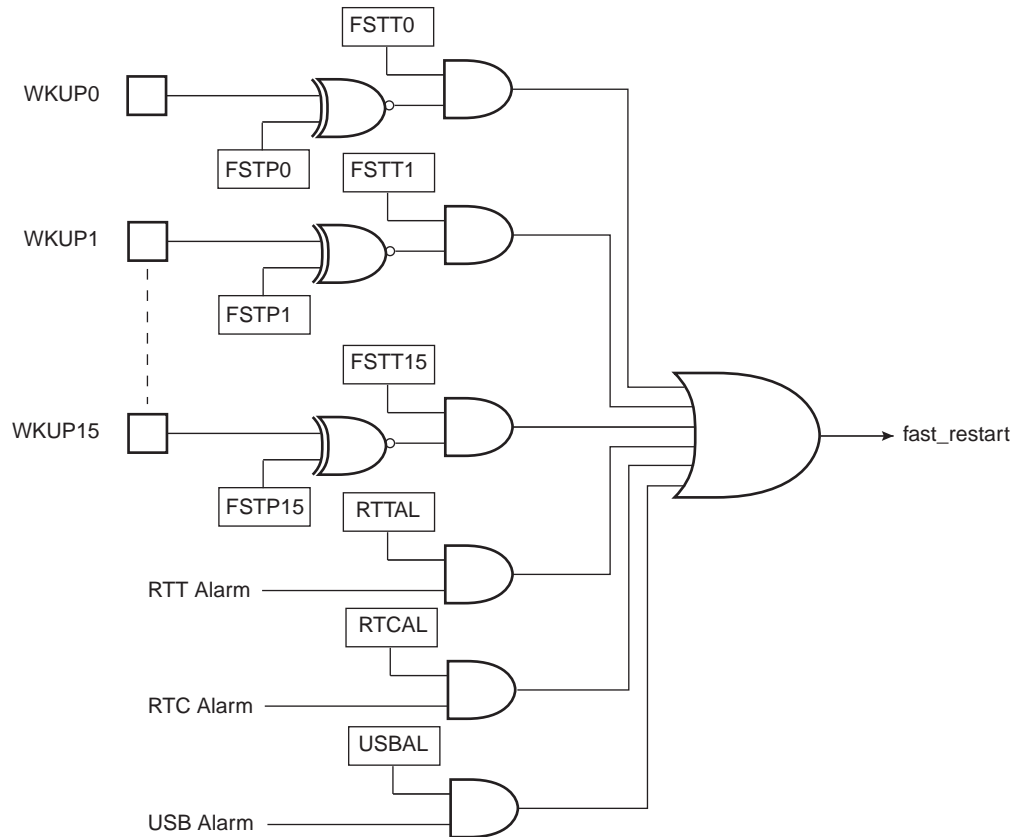 FSTT0
WKUP0
FSTP0
FSTT1
WKUP1
FSTP1
FSTT15
WKUP15
fast_restart
FSTP15
RTTAL
RTT Alarm
RTCAL
RTC Alarm
USBAL
USB Alarm